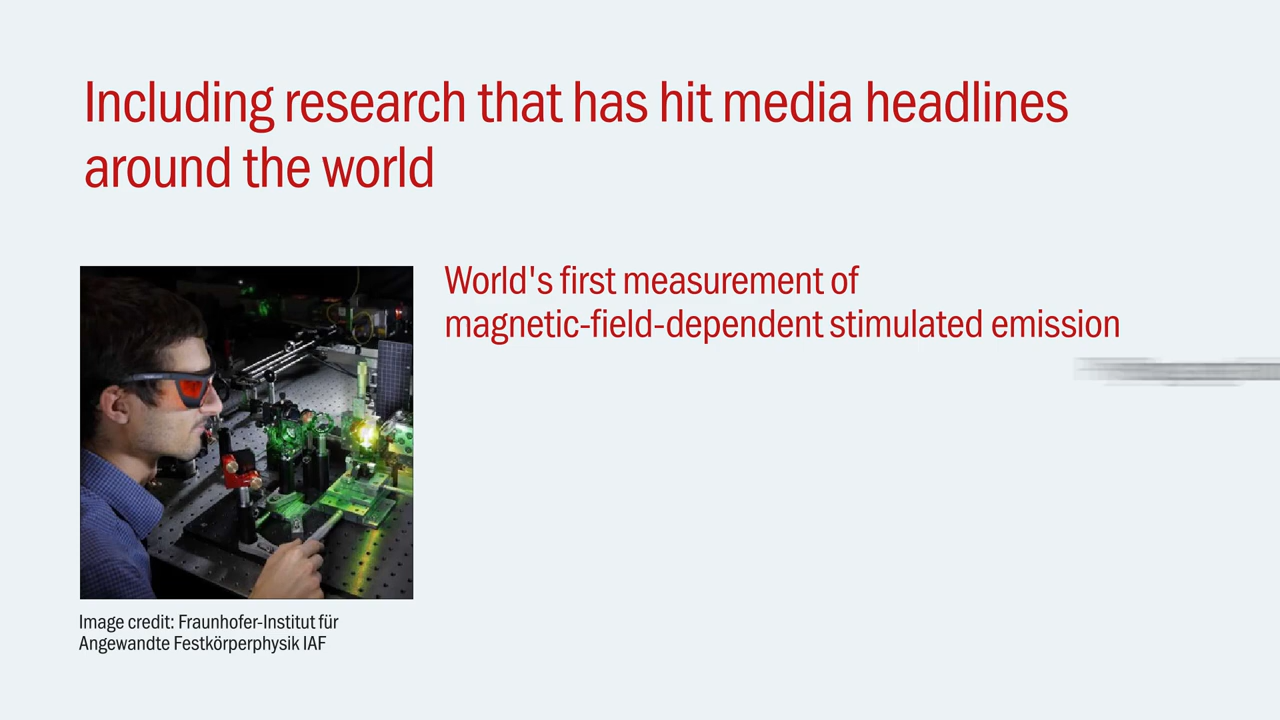 Including research that has hit media headlines
around the world
World's first measurement of
magnetic-field-dependent stimulated emission
Image credit: Fraunhofer-Institut für
Angewandte Festkörperphysik IAF